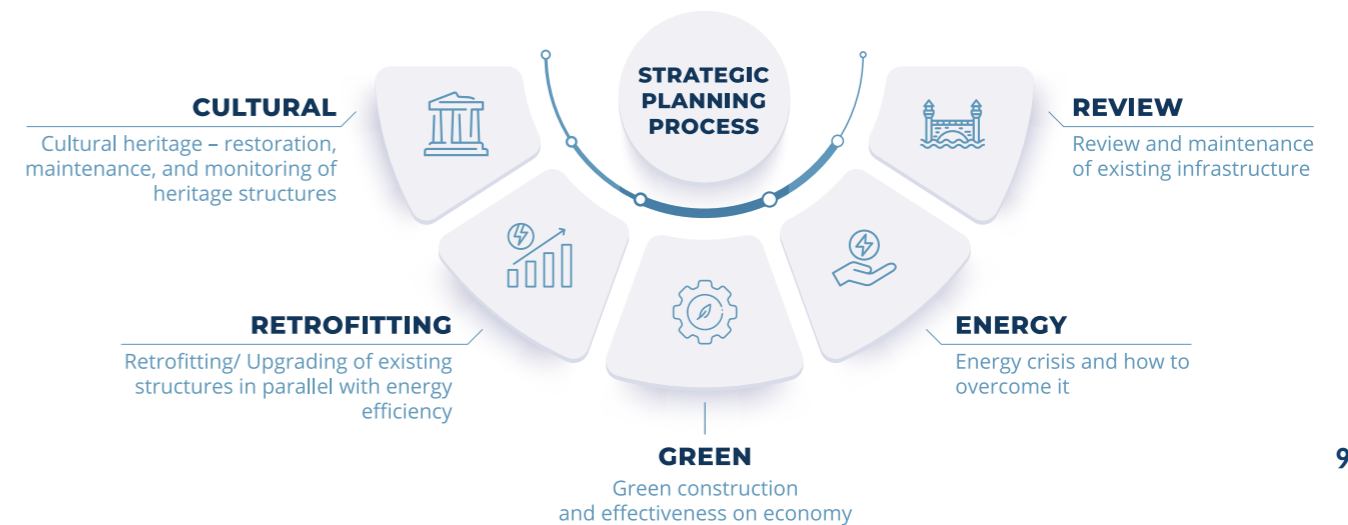 STRATEGIC
PLANNING
PROCESS
CULTURAL
Cultural heritage – restoration,
maintenance, and monitoring of
heritage structures
RETROFITTING
Retrofitting/ Upgrading of existing
structures in parallel with energy
efficiency
GREEN
Green construction
and effectiveness on economy
ENERGY
Energy crisis and how to
overcome it
REVIEW
Review and maintenance
of existing infrastructure
9